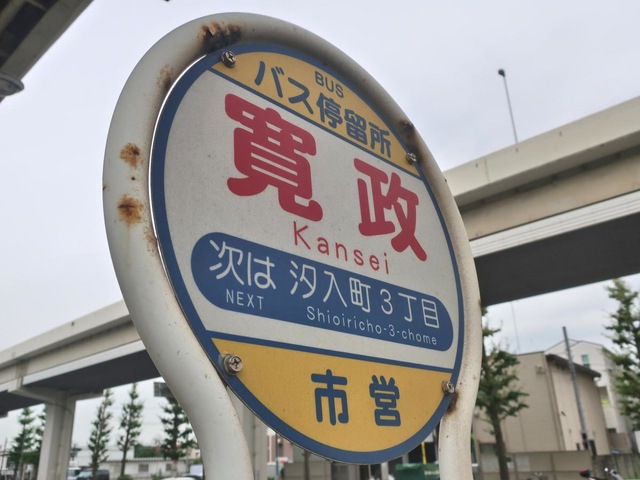 BUS
バス停留所
寛政
Kansei
次は 汐入町3丁目
NEXT Shioiricho-3-chome
市営